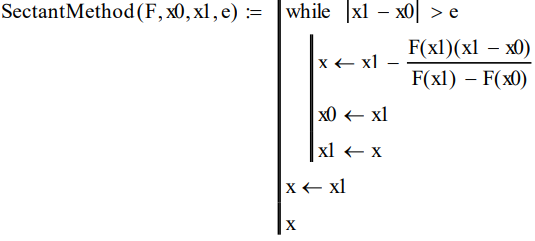 SectantMethod(F, x0, x1, e) := while |x1 − x0| > e
x ← x1 − F(x1)(x1 − x0) / F(x1) − F(x0)
x0 ← x1
x1 ← x
x ← x1
x